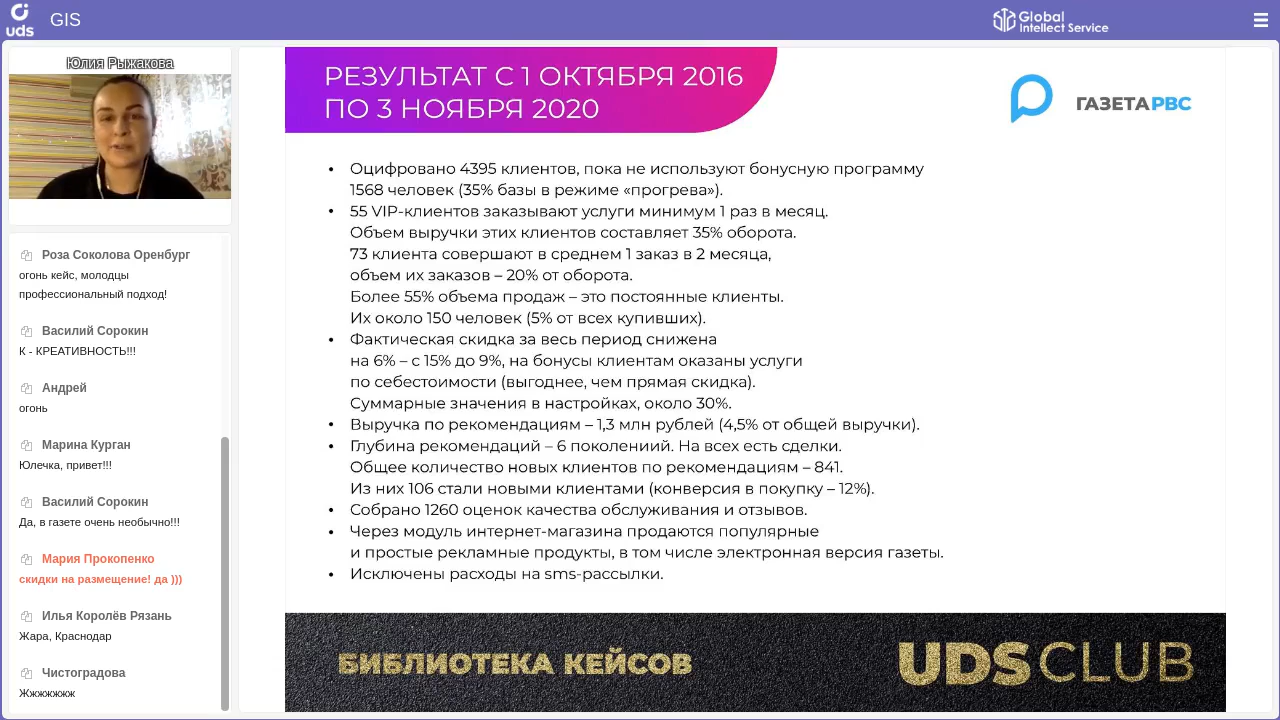 uds
GIS
Global
Intellect Service
Юлия Рыжакова
Роза Соколова Оренбург
огонь кейс, молодцы
профессиональный подход!
Василий Сорокин
К - КРЕАТИВНОСТЬ!!!
Андрей
огонь
Марина Курган
Юлечка, привет!!!
Василий Сорокин
Да, в газете очень необычно!!!
Мария Прокопенко
скидки на размещение! да )))
Илья Королёв Рязань
Жара, Краснодар
Чистоградова
Жжжжжжж
РЕЗУЛЬТАТ С 1 ОКТЯБРЯ 2016
ПО 3 НОЯБРЯ 2020
ГАЗЕТАРВС
• Оцифровано 4395 клиентов, пока не используют бонусную программу
1568 человек (35% базы в режиме «прогрева»).
• 55 VIP-клиентов заказывают услуги минимум 1 раз в месяц.
Объем выручки этих клиентов составляет 35% оборота.
73 клиента совершают в среднем 1 заказ в 2 месяца,
объем их заказов – 20% от оборота.
Более 55% объема продаж – это постоянные клиенты.
Их около 150 человек (5% от всех купивших).
• Фактическая скидка за весь период снижена
на 6% – с 15% до 9%, на бонусы клиентам оказаны услуги
по себестоимости (выгоднее, чем прямая скидка).
Суммарные значения в настройках, около 30%.
• Выручка по рекомендациям – 1,3 млн рублей (4,5% от общей выручки).
• Глубина рекомендаций – 6 поколениий. На всех есть сделки.
Общее количество новых клиентов по рекомендациям – 841.
Из них 106 стали новыми клиентами (конверсия в покупку – 12%).
• Собрано 1260 оценок качества обслуживания и отзывов.
• Через модуль интернет-магазина продаются популярные
и простые рекламные продукты, в том числе электронная версия газеты.
• Исключены расходы на sms-рассылки.
БИБЛИОТЕКА КЕЙСОВ
UDS CLUB